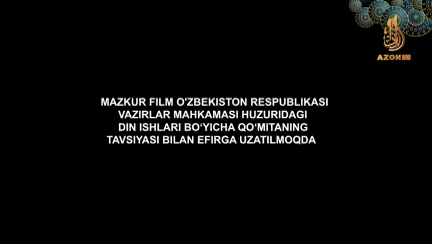 AZON
MAZKUR FILM O'ZBEKISTON RESPUBLIKASI
VAZIRLAR MAHKAMASI HUZURIDAGI
DIN ISHLARI BO‘YICHA QO‘MITANING
TAVSIYASI BILAN EFIRGA UZATILMOQDA